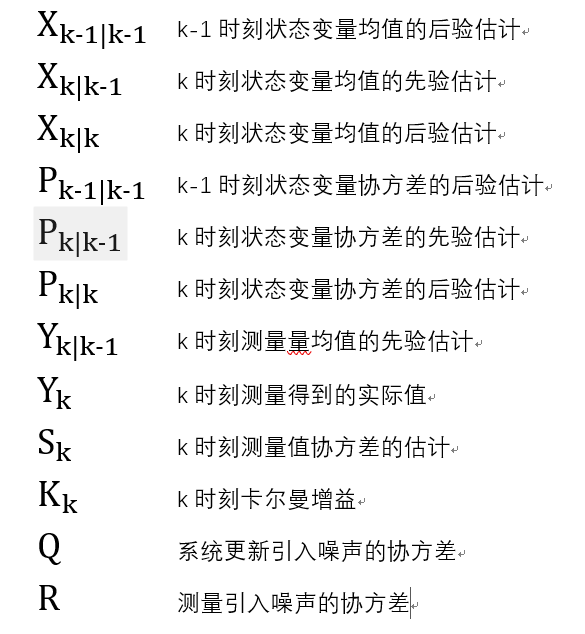 X_{k-1|k-1} k-1 时刻状态变量均值的后验估计
X_{k|k-1} k 时刻状态变量均值的先验估计
X_{k|k} k 时刻状态变量均值的后验估计
P_{k-1|k-1} k-1 时刻状态变量协方差的后验估计
P_{k|k-1} k 时刻状态变量协方差的先验估计
P_{k|k} k 时刻状态变量协方差的后验估计
Y_{k|k-1} k 时刻测量量均值的先验估计
Y_k k 时刻测量得到的实际值
S_k k 时刻测量值协方差的估计
K_k k 时刻卡尔曼增益
Q 系统更新引入噪声的协方差
R 测量引入噪声的协方差